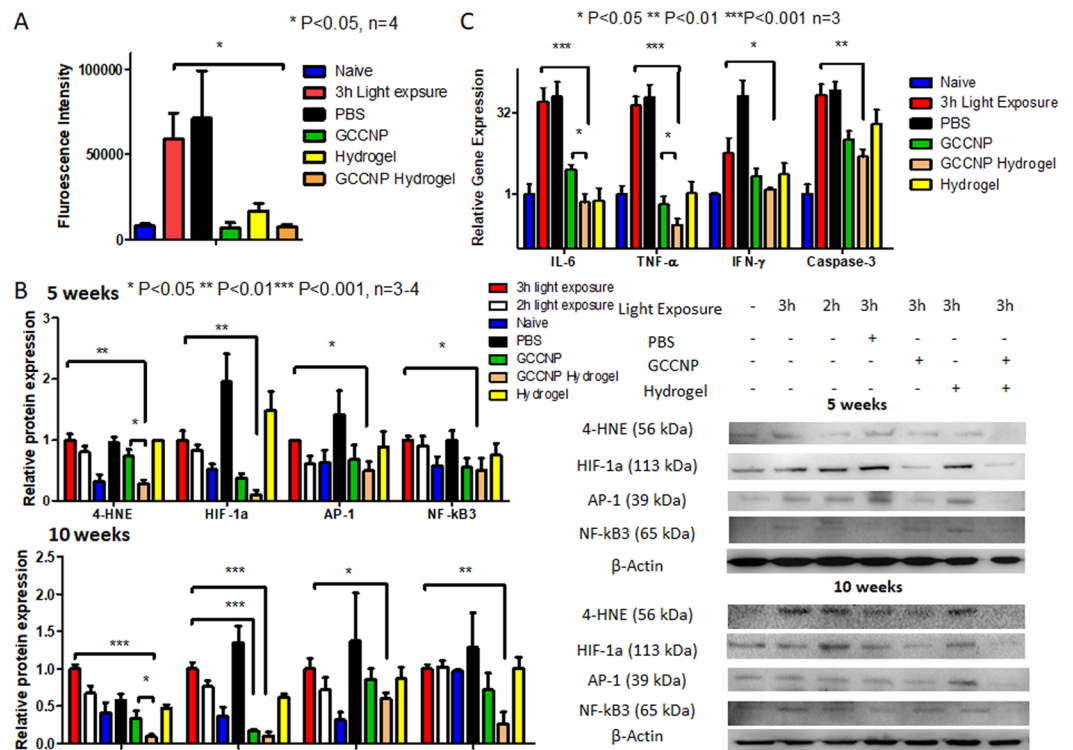 A
* P<0.05, n=4
*
100000
50000
0
Fluroescence Intensity
Naive
3h Light expsure
PBS
GCCNP
Hydrogel
GCCNP Hydrogel
C
* P<0.05 ** P<0.01 ***P<0.001 n=3
*** *** * **
* *
32
1
Relative Gene Expression
IL-6 TNF-α IFN-γ Caspase-3
Naive
3h Light Exposure
PBS
GCCNP
GCCNP Hydrogel
Hydrogel
B
5 weeks
* P<0.05 ** P<0.01*** P<0.001, n=3-4
3
2
1
0
Relative protein expression
** ** * *
*
4-HNE HIF-1a AP-1 NF-kB3
3h light exposure
2h light exposure
Naive
PBS
GCCNP
GCCNP Hydrogel
Hydrogel
10 weeks
2.5
2.0
1.5
1.0
0.5
0.0
Relative protein expression
*** * **
***
***
*
Light Exposure - 3h 2h 3h 3h 3h 3h
PBS - - - + - - -
GCCNP - - - - + - +
Hydrogel - - - - - + +
5 weeks
4-HNE (56 kDa)
HIF-1a (113 kDa)
AP-1 (39 kDa)
NF-kB3 (65 kDa)
β-Actin
10 weeks
4-HNE (56 kDa)
HIF-1a (113 kDa)
AP-1 (39 kDa)
NF-kB3 (65 kDa)
β-Actin